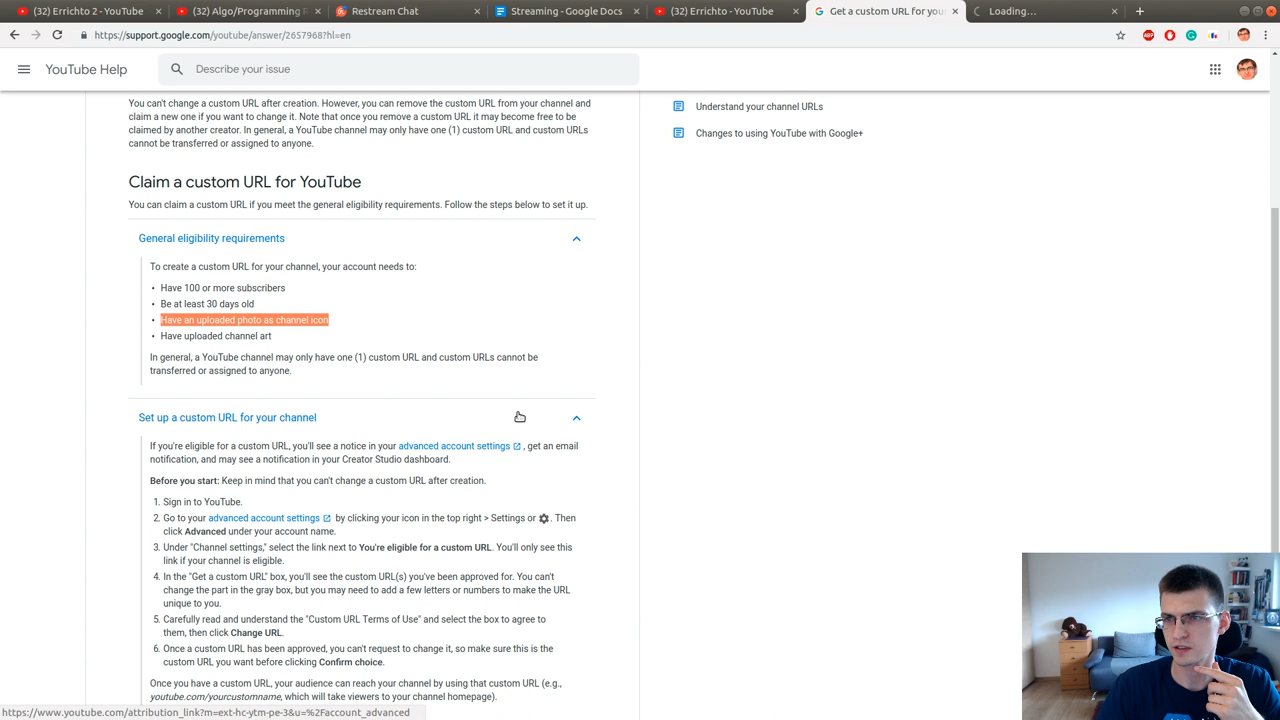 (32) Errichto 2 - YouTube
(32) Algo/Programming
Restream Chat
Streaming - Google Docs
(32) Errichto - YouTube
Get a custom URL for you
Loading...
https://support.google.com/youtube/answer/2657968?hl=en
YouTube Help
Describe your issue
You can't change a custom URL after creation. However, you can remove the custom URL from your channel and
claim a new one if you want to change it. Note that once you remove a custom URL it may become free to be
claimed by another creator. In general, a YouTube channel may only have one (1) custom URL and custom URLs
cannot be transferred or assigned to anyone.
Understand your channel URLs
Changes to using YouTube with Google+
Claim a custom URL for YouTube
You can claim a custom URL if you meet the general eligibility requirements. Follow the steps below to set it up.
General eligibility requirements
To create a custom URL for your channel, your account needs to:
• Have 100 or more subscribers
• Be at least 30 days old
• Have an uploaded photo as channel icon
• Have uploaded channel art
In general, a YouTube channel may only have one (1) custom URL and custom URLs cannot be
transferred or assigned to anyone.
Set up a custom URL for your channel
If you're eligible for a custom URL, you'll see a notice in your advanced account settings , get an email
notification, and may see a notification in your Creator Studio dashboard.
Before you start: Keep in mind that you can't change a custom URL after creation.
1. Sign in to YouTube.
2. Go to your advanced account settings by clicking your icon in the top right > Settings or . Then
click Advanced under your account name.
3. Under "Channel settings," select the link next to You're eligible for a custom URL. You'll only see this
link if your channel is eligible.
4. In the "Get a custom URL" box, you'll see the custom URL(s) you've been approved for. You can't
change the part in the gray box, but you may need to add a few letters or numbers to make the URL
unique to you.
5. Carefully read and understand the "Custom URL Terms of Use" and select the box to agree to
them, then click Change URL.
6. Once a custom URL has been approved, you can't request to change it, so make sure this is the
custom URL you want before clicking Confirm choice.
Once you have a custom URL, your audience can reach your channel by using that custom URL (e.g.,
youtube.com/yourcustomname, which will take viewers to your channel homepage).
https://www.youtube.com/attribution_link?m=ext-hc-ytm-pe-3&u=%2Faccount_advanced